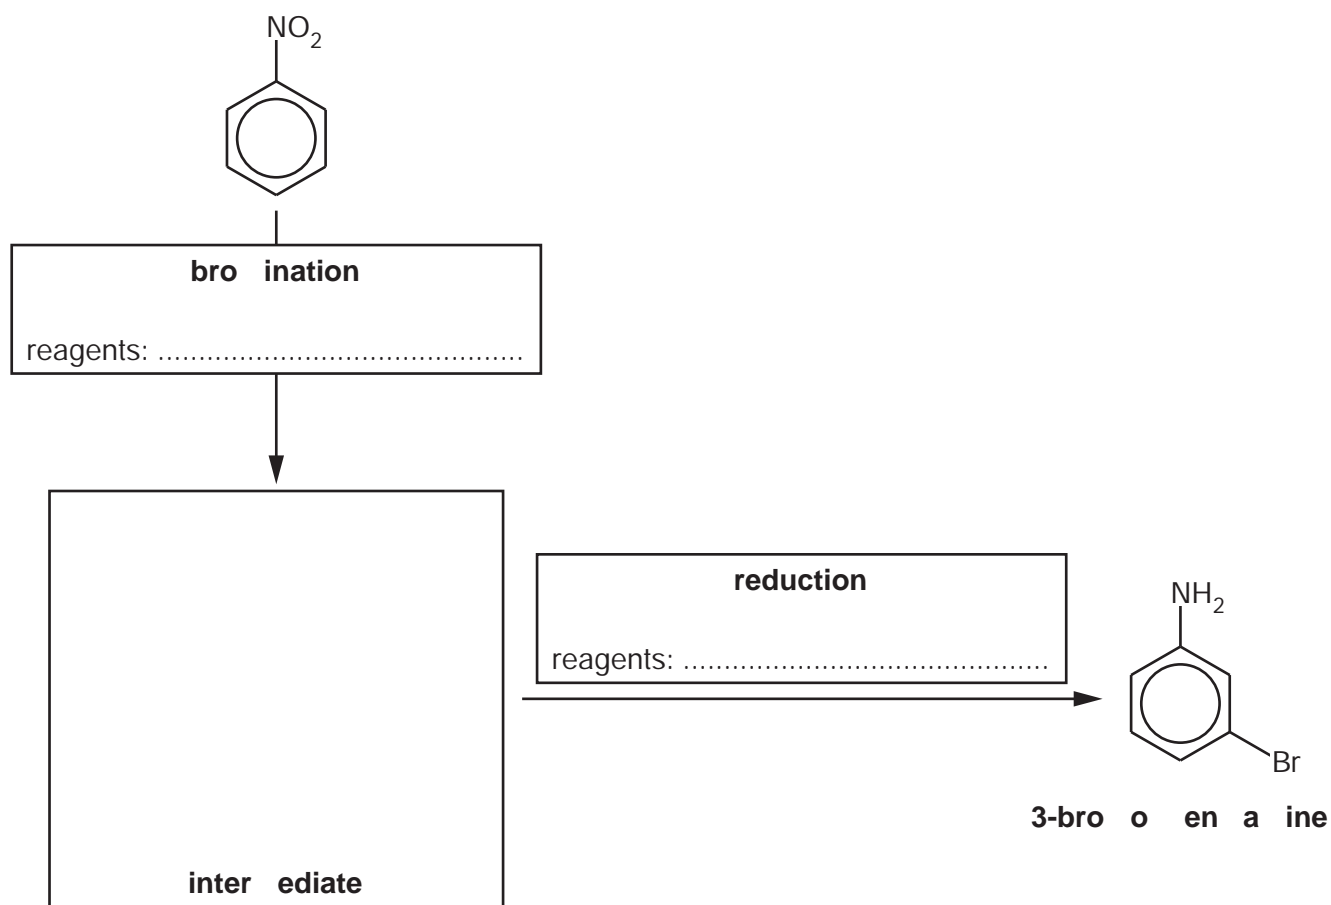 NO2
bro ination
reagents: .............................................
reduction
reagents: .............................................
NH2
Br
3-bro o en a ine
inter ediate